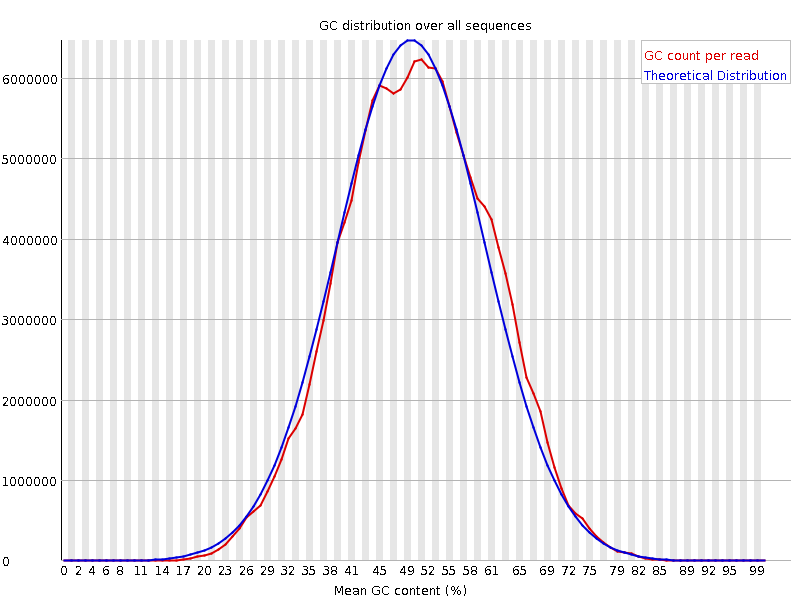 GC distribution over all sequences
GC count per read
Theoretical Distribution
6000000
5000000
4000000
3000000
2000000
1000000
0
0 2 4 6 8 11 14 17 20 23 26 29 32 35 38 41 45 49 52 55 58 61 65 69 72 75 79 82 85 89 92 95 99
Mean GC content (%)